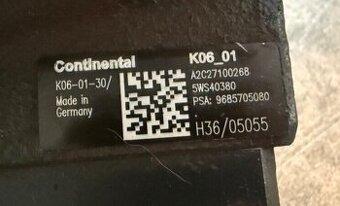 Continental
K06-01-30/
Made in
Germany
K06_01
A2C27100268
5WS40380
PSA: 9685705080
H36/05055